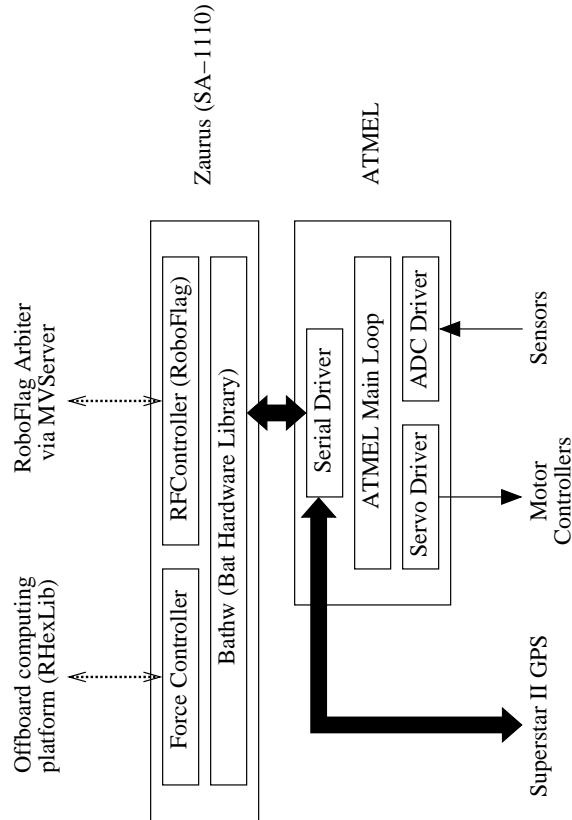 Offboard computing
platform (RHexLib)
RoboFlag Arbiter
via MVServer
Force Controller
RFController (RoboFlag)
Bathw (Bat Hardware Library)
Zaurus (SA–1110)
Serial Driver
ATMEL Main Loop
Servo Driver
ADC Driver
ATMEL
Superstar II GPS
Motor
Controllers
Sensors